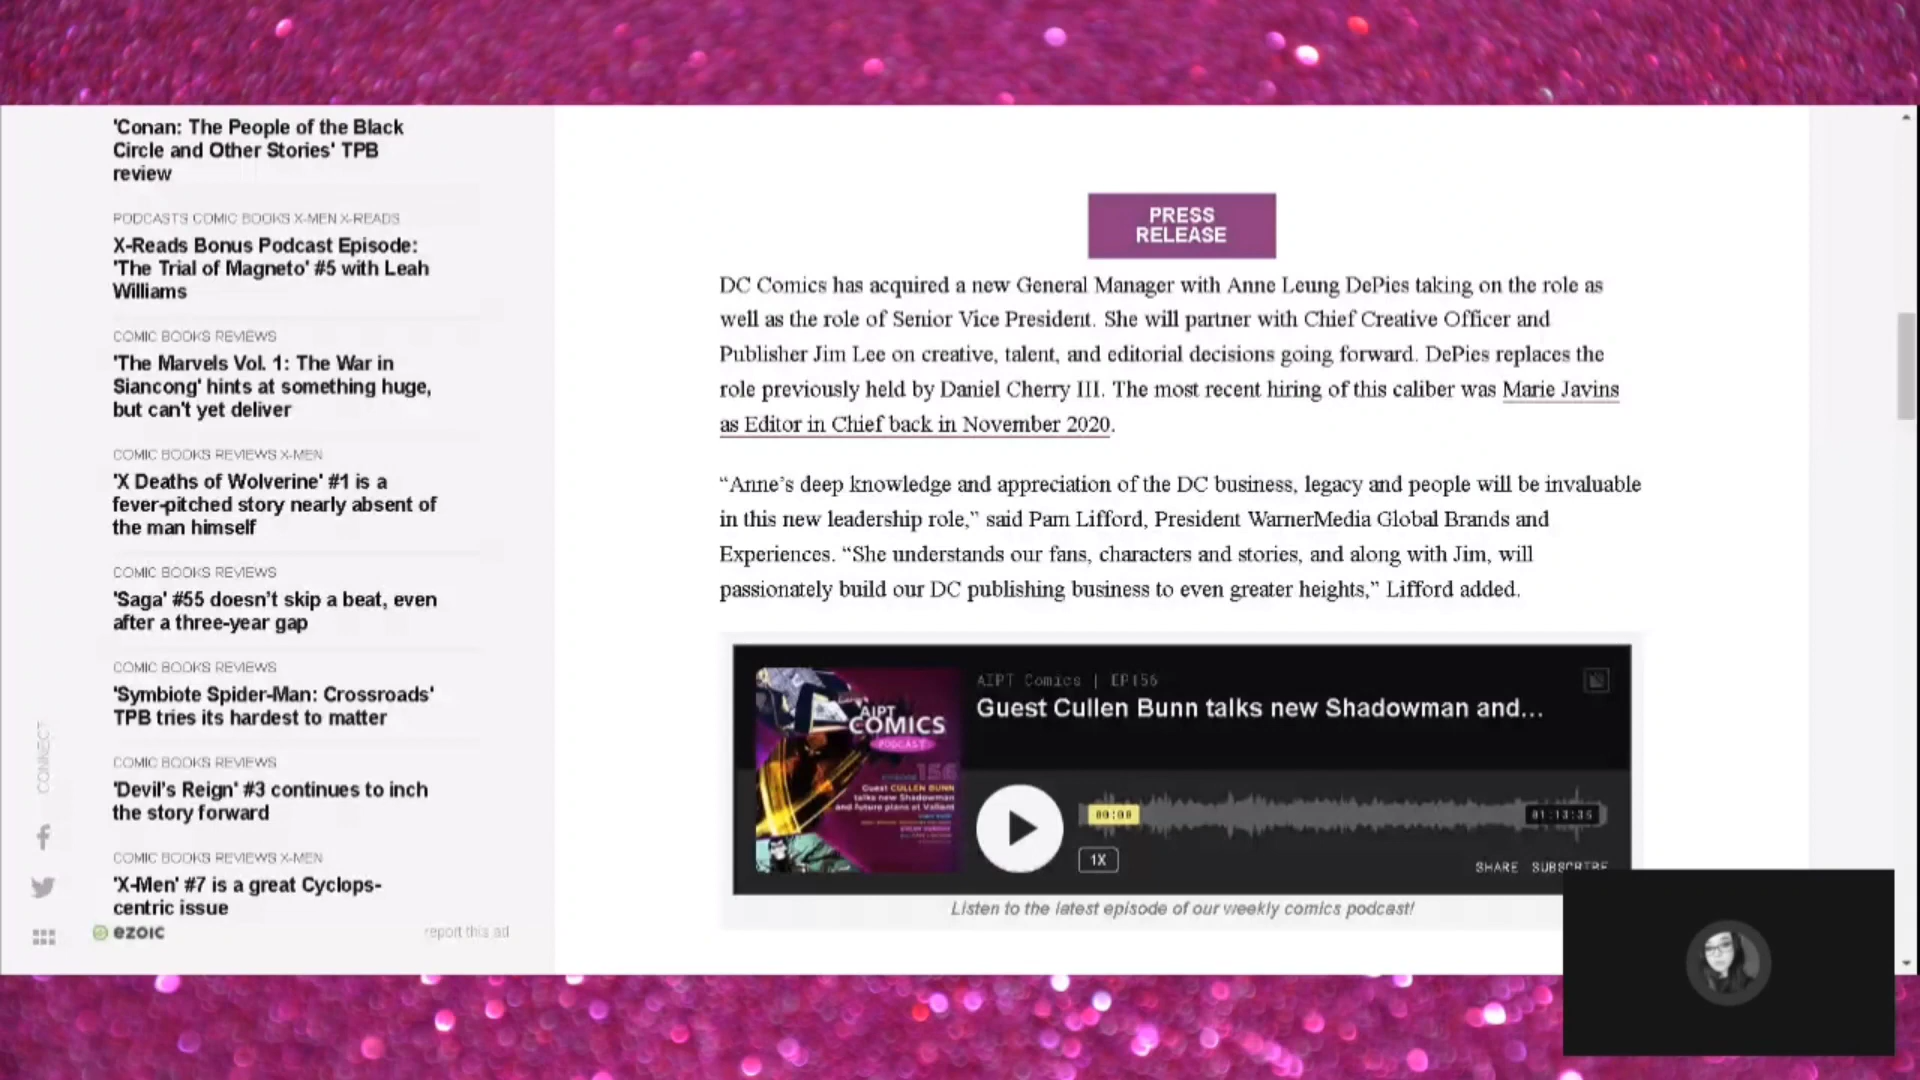 'Conan: The People of the Black
Circle and Other Stories' TPB
review
PODCASTS COMIC BOOKS X-MEN X-READS
X-Reads Bonus Podcast Episode:
'The Trial of Magneto' #5 with Leah
Williams
COMIC BOOKS REVIEWS
'The Marvels Vol. 1: The War in
Siancong' hints at something huge,
but can't yet deliver
COMIC BOOKS REVIEWS X-MEN
'X Deaths of Wolverine' #1 is a
fever-pitched story nearly absent of
the man himself
COMIC BOOKS REVIEWS
'Saga' #55 doesn’t skip a beat, even
after a three-year gap
COMIC BOOKS REVIEWS
'Symbiote Spider-Man: Crossroads'
TPB tries its hardest to matter
COMIC BOOKS REVIEWS
'Devil's Reign' #3 continues to inch
the story forward
COMIC BOOKS REVIEWS X-MEN
'X-Men' #7 is a great Cyclops-
centric issue
ezoic
report this ad
CONNECT
PRESS
RELEASE
DC Comics has acquired a new General Manager with Anne Leung DePies taking on the role as
well as the role of Senior Vice President. She will partner with Chief Creative Officer and
Publisher Jim Lee on creative, talent, and editorial decisions going forward. DePies replaces the
role previously held by Daniel Cherry III. The most recent hiring of this caliber was Marie Javins
as Editor in Chief back in November 2020.
“Anne’s deep knowledge and appreciation of the DC business, legacy and people will be invaluable
in this new leadership role,” said Pam Lifford, President WarnerMedia Global Brands and
Experiences. “She understands our fans, characters and stories, and along with Jim, will
passionately build our DC publishing business to even greater heights,” Lifford added.
AIPT Comics | EP156
Guest Cullen Bunn talks new Shadowman and...
AIPT
COMICS
PODCAST
EPISODE 156
Guest CULLEN BUNN
talks new Shadowman
and future plans at Valiant
00:00
01:13:35
1X
SHARE SUBSCRIBE
Listen to the latest episode of our weekly comics podcast!